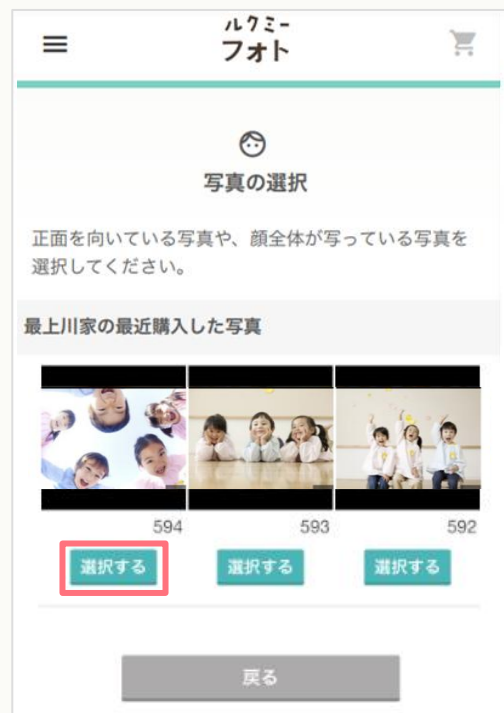 ルクミー
フォト
写真の選択
正面を向いている写真や、顔全体が写っている写真を
選択してください。
最上川家の最近購入した写真
594 593 592
選択する 選択する 選択する
戻る